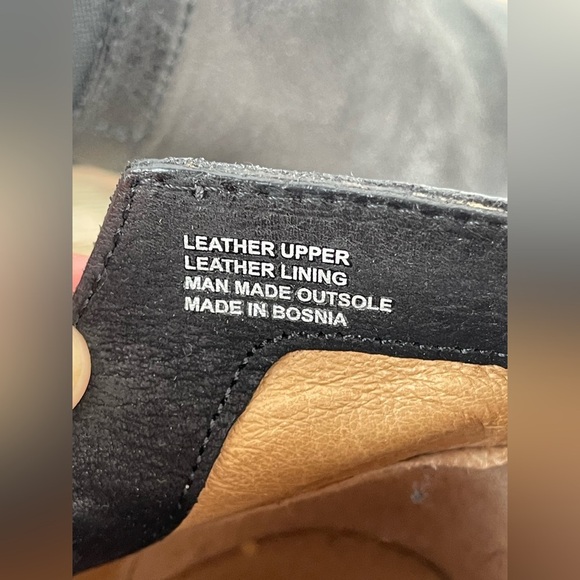 LEATHER UPPER
LEATHER LINING
MAN MADE OUTSOLE
MADE IN BOSNIA